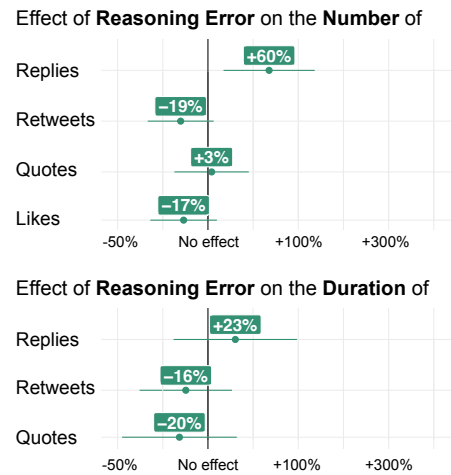 Effect of Reasoning Error on the Number of
+60%
Replies
−19%
Retweets
+3%
Quotes
−17%
Likes
-50% No effect +100% +300%
Effect of Reasoning Error on the Duration of
+23%
Replies
−16%
Retweets
−20%
Quotes
-50% No effect +100% +300%